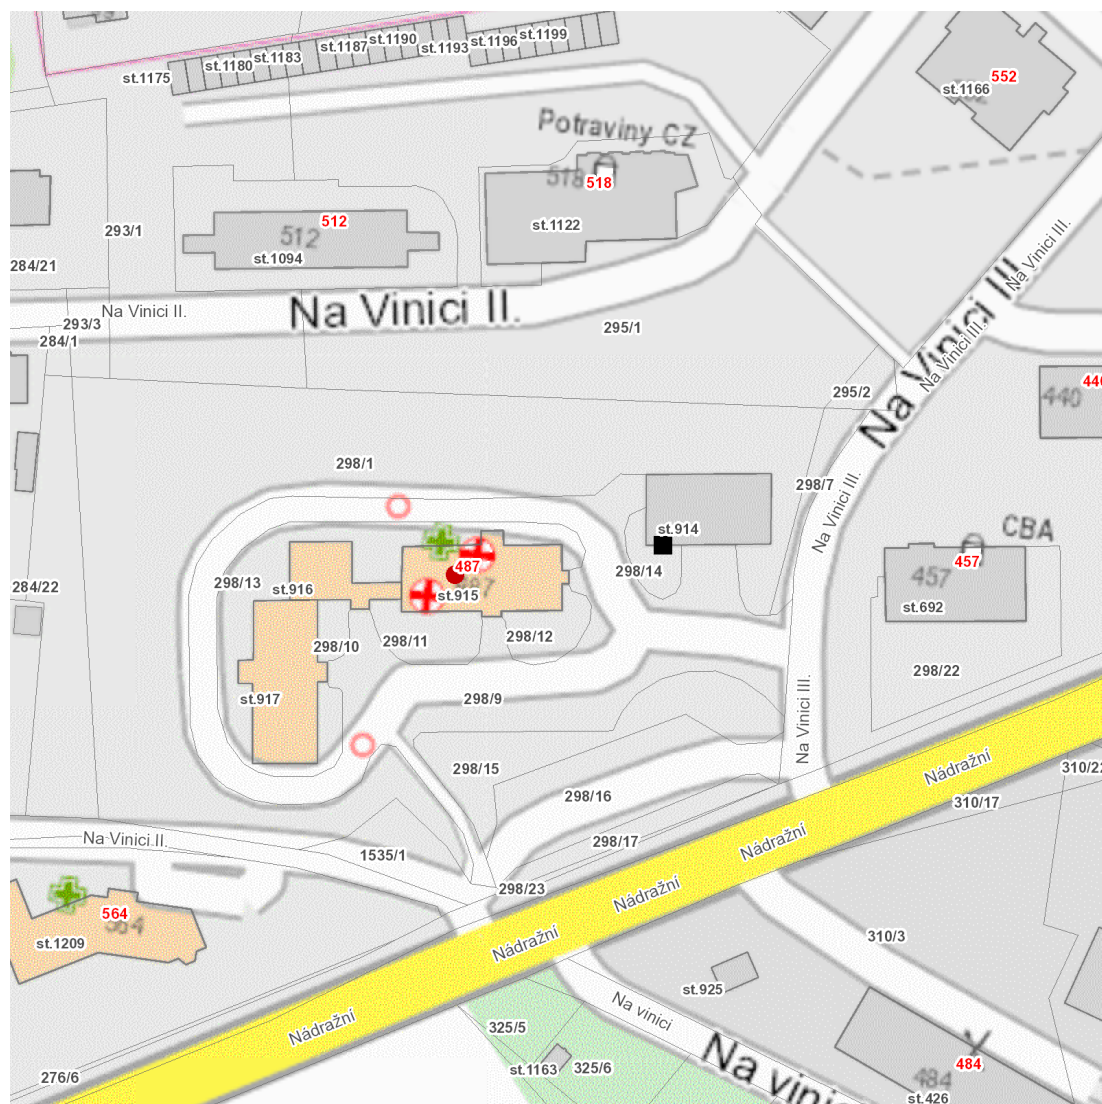 st.1175
st.1180
st.1183
st.1187
st.1190
st.1193
st.1196
st.1199
552
st.1166
Potraviny CZ
518
518
st.1122
512
512
st.1094
293/1
284/21
Na Vinici II.
Na Vinici II.
293/3
284/1
295/1
Na Vinici III.
Na Vinici III.
Na Vinici III.
295/2
440
298/1
298/7
Na Vinici III.
st.914
298/14
CBA
457
457
st.692
298/22
284/22
298/13
st.916
487
st.915
298/10
298/11
298/12
st.917
298/9
Na Vinici III.
298/15
298/16
298/17
Nádražní
310/17
Nádražní
Na Vinici II.
1535/1
298/23
Nádražní
564
564
st.1209
Nádražní
310/3
st.925
Na vinici
Nádražní
325/5
st.1163
325/6
276/6
484
484
st.426